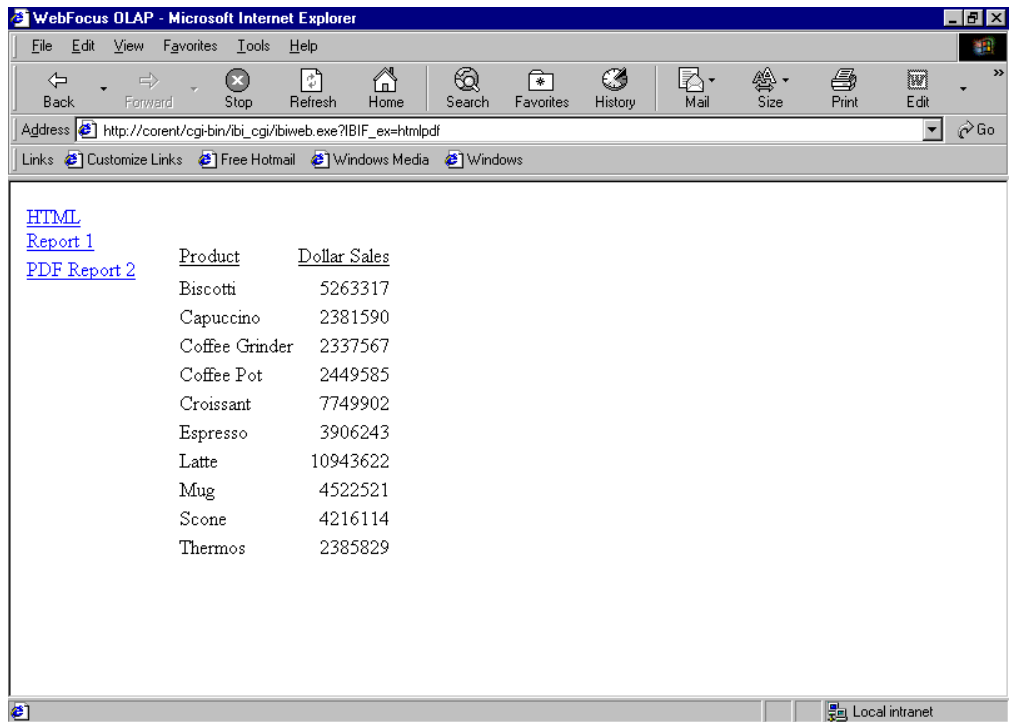 WebFocus OLAP - Microsoft Internet Explorer
File Edit View Favorites Tools Help
Back Forward Stop Refresh Home Search Favorites History Mail Size Print Edit »
Address http://corent/cgi-bin/ibi_cgi/ibiweb.exe?IBIF_ex=htmlpdf Go
Links Customize Links Free Hotmail Windows Media Windows
HTML
Report 1
PDF Report 2
Product Dollar Sales
Biscotti 5263317
Capuccino 2381590
Coffee Grinder 2337567
Coffee Pot 2449585
Croissant 7749902
Espresso 3906243
Latte 10943622
Mug 4522521
Scone 4216114
Thermos 2385829
Local intranet